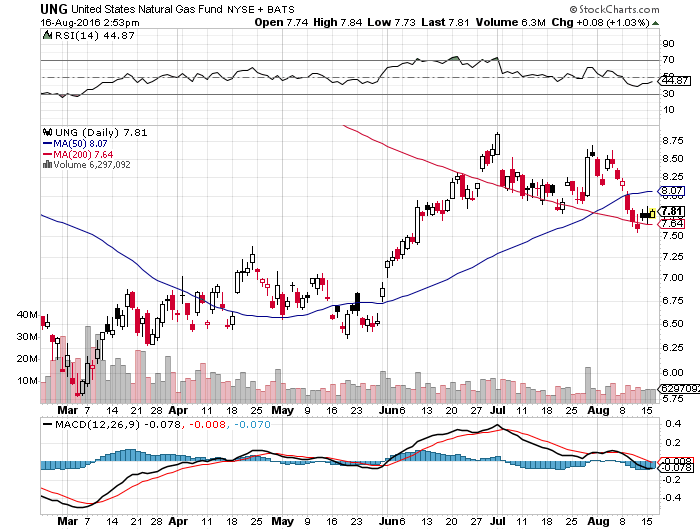 UNG United States Natural Gas Fund NYSE + BATS © StockCharts.com
16-Aug-2016 2:53pm Open 7.74 High 7.84 Low 7.73 Last 7.81 Volume 6.3M Chg +0.08 (+1.03%)
RSI(14) 44.87
90
70
50
44.87
30
10
UNG (Daily) 7.81
MA(50) 8.07
MA(200) 7.64
Volume 6,297,092
8.75
8.50
8.25
8.07
8.00
7.81
7.64
7.50
7.25
7.00
6.75
6.50
6.25
6.00
6297092
5.75
40M
30M
20M
10M
Mar 7 14 21 28 Apr 11 18 25 May 9 16 23 Jun 6 13 20 27 Jul 11 18 25 Aug 8 15
MACD(12,26,9) -0.078, -0.008, -0.070
0.4
0.2
-0.008
-0.078
-0.2
-0.4
Mar 7 14 21 28 Apr 11 18 25 May 9 16 23 Jun 6 13 20 27 Jul 11 18 25 Aug 8 15